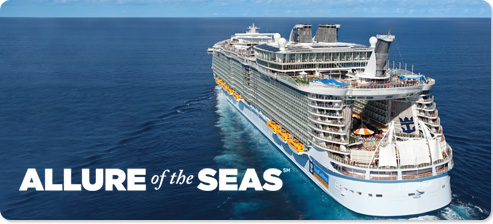 ALLURE of the SEAS℠